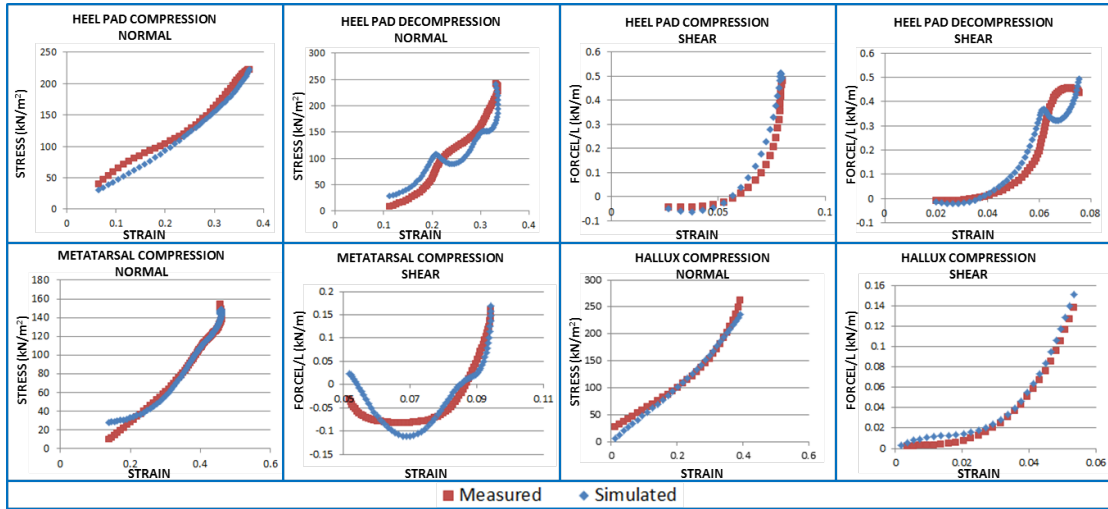 HEEL PAD COMPRESSION
NORMAL
STRESS (kN/m²)
250
200
150
100
50
0
0 0.1 0.2 0.3 0.4
STRAIN
HEEL PAD DECOMPRESSION
NORMAL
STRESS (kN/m²)
300
250
200
150
100
50
0
0 0.1 0.2 0.3 0.4
STRAIN
HEEL PAD COMPRESSION
SHEAR
FORCE/L (kN/m)
0.6
0.5
0.4
0.3
0.2
0.1
0
-0.1
0 0.05 0.1
STRAIN
HEEL PAD DECOMPRESSION
SHEAR
FORCE/L (kN/m)
0.6
0.5
0.4
0.3
0.2
0.1
0
-0.1
0 0.02 0.04 0.06 0.08
STRAIN
METATARSAL COMPRESSION
NORMAL
STRESS (kN/m²)
180
160
140
120
100
80
60
40
20
0
0 0.2 0.4 0.6
STRAIN
METATARSAL COMPRESSION
SHEAR
FORCE/L (kN/m)
0.2
0.15
0.1
0.05
0
-0.05
-0.1
-0.15
0.05 0.07 0.09 0.11
STRAIN
HALLUX COMPRESSION
NORMAL
STRESS (kN/m²)
300
250
200
150
100
50
0
0 0.2 0.4 0.6
STRAIN
HALLUX COMPRESSION
SHEAR
FORCE/L (kN/m)
0.16
0.14
0.12
0.1
0.08
0.06
0.04
0.02
0
0 0.02 0.04 0.06
STRAIN
Measured Simulated